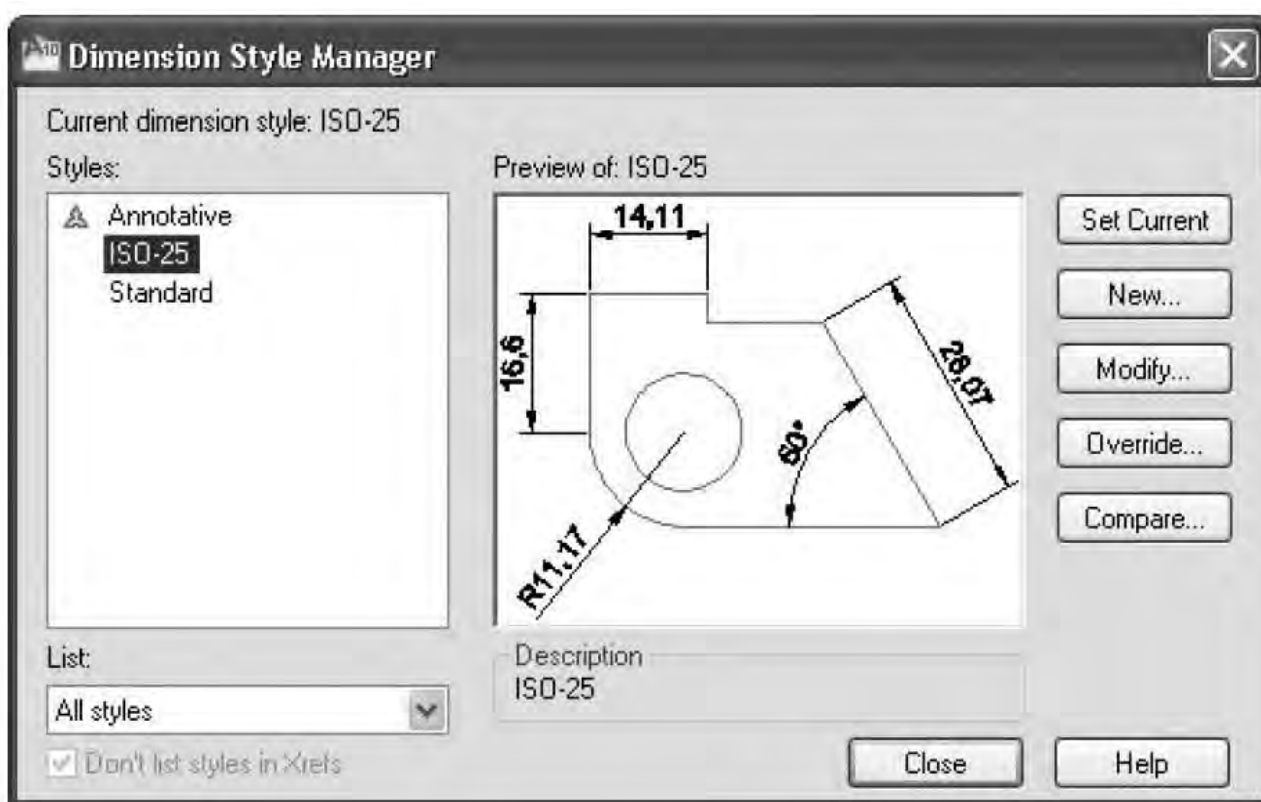 Dimension Style Manager
Current dimension style: ISO-25
Styles:
Annotative
ISO-25
Standard
List:
All styles
Don't list styles in Xrefs
Preview of: ISO-25
14,11
16,6
28,07
60°
R11,17
Description
ISO-25
Set Current
New...
Modify...
Override...
Compare...
Close
Help